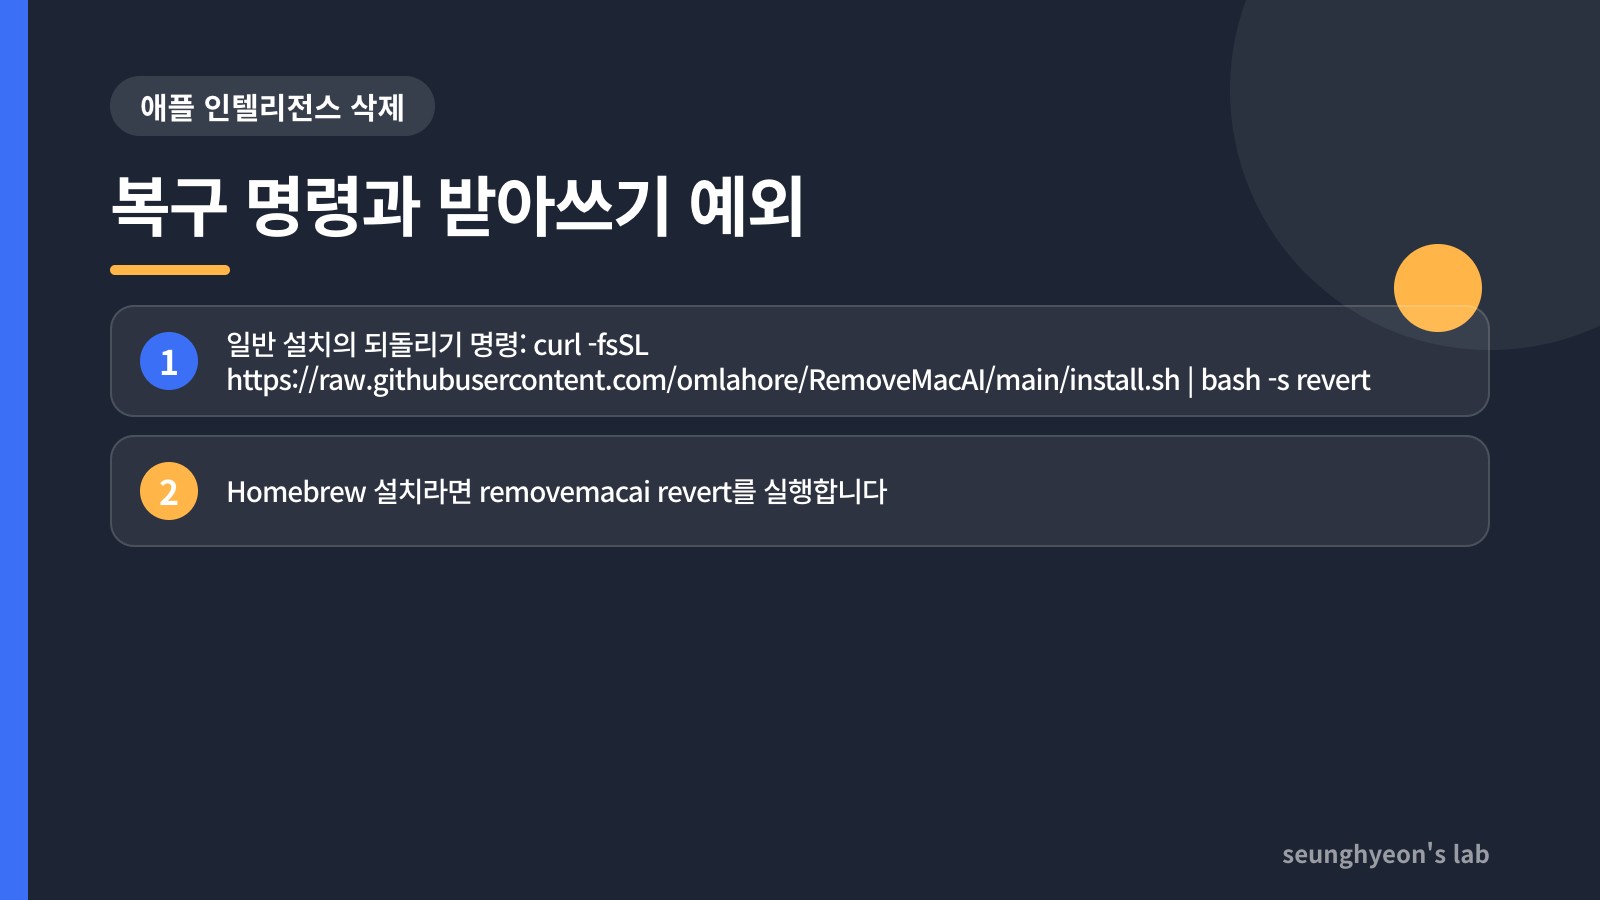 애플 인텔리전스 삭제
복구 명령과 받아쓰기 예외
1
일반 설치의 되돌리기 명령: curl -fsSL
https://raw.githubusercontent.com/omlahore/RemoveMacAI/main/install.sh | bash -s revert
2
Homebrew 설치라면 removemacai revert를 실행합니다
seunghyeon's lab